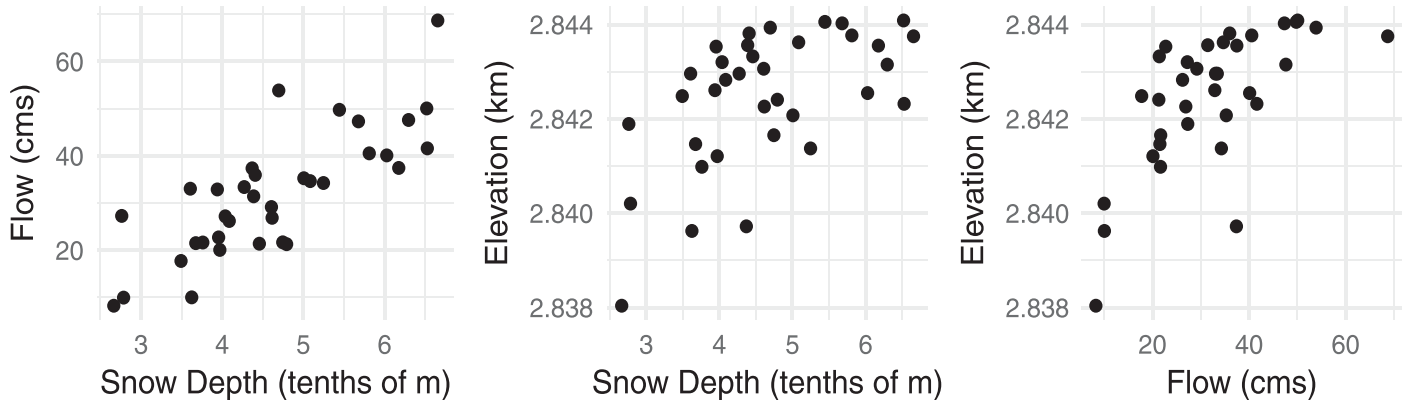 Flow (cms)
60
40
20
3 4 5 6
Snow Depth (tenths of m)
Elevation (km)
2.844
2.842
2.840
2.838
3 4 5 6
Snow Depth (tenths of m)
Elevation (km)
2.844
2.842
2.840
2.838
20 40 60
Flow (cms)